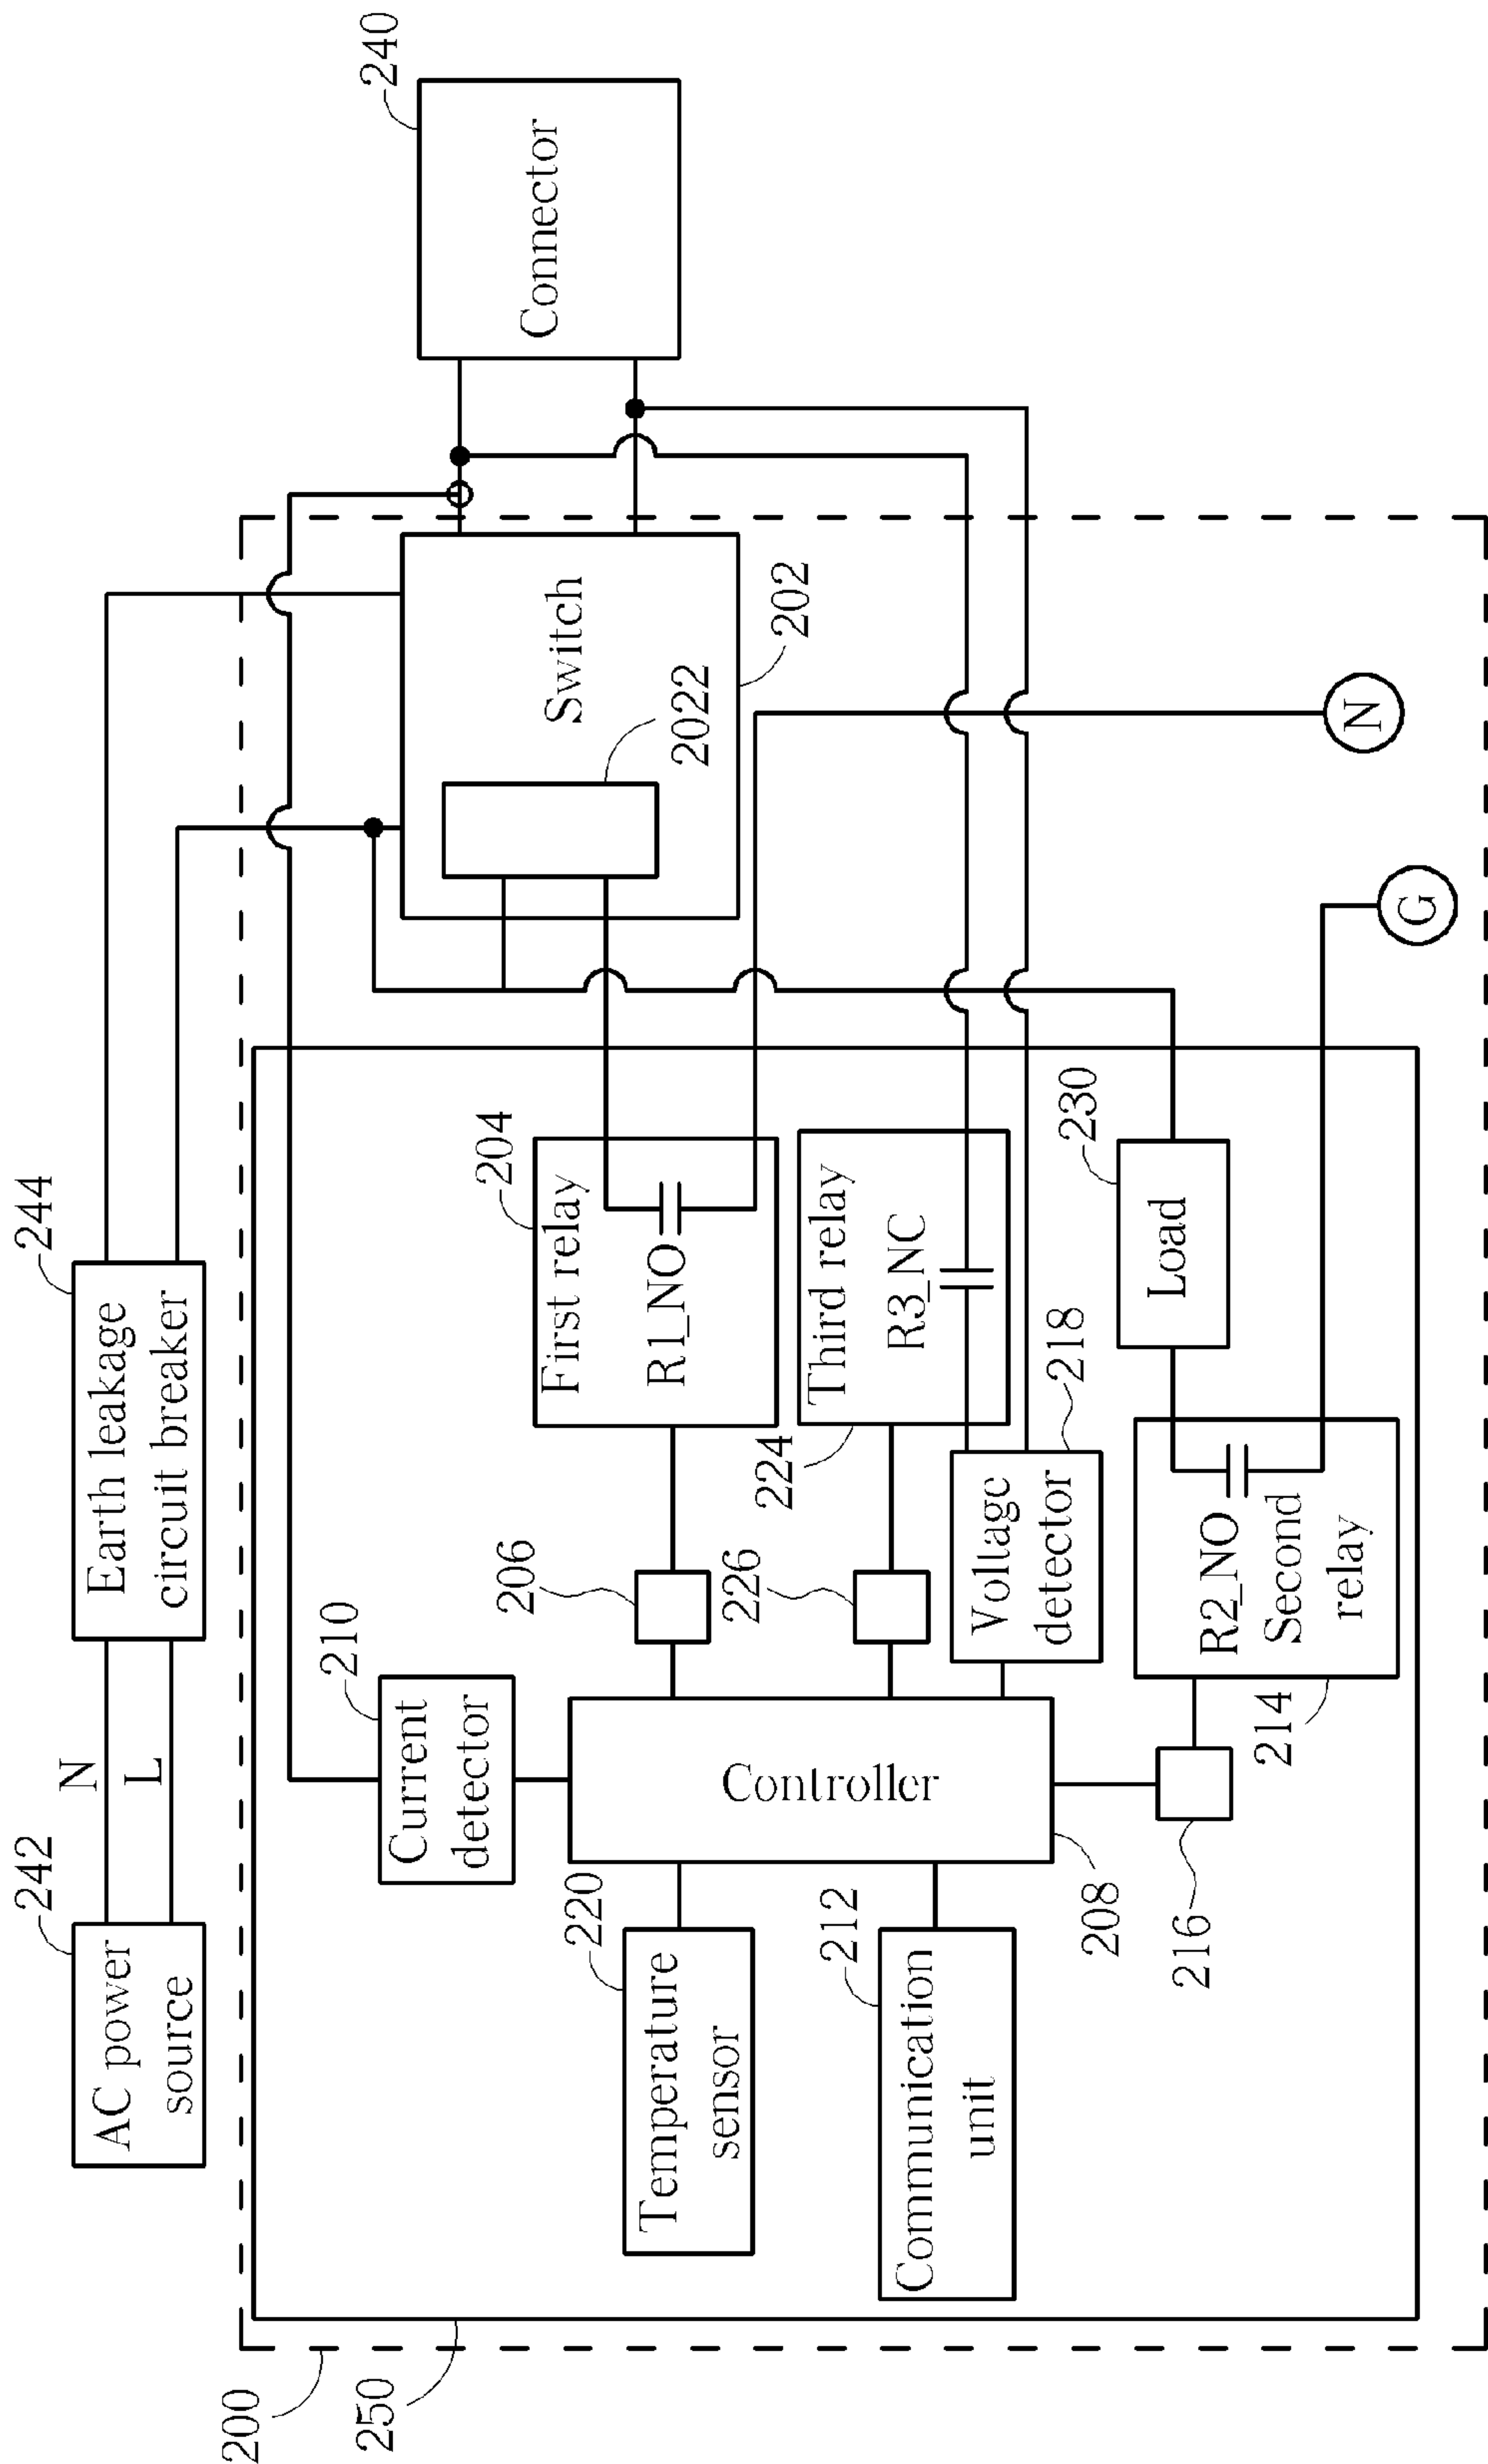 242
AC power
source
N
L
244
Earth leakage
circuit breaker
200
250
210
Current
detector
220
Temperature
sensor
212
Communication
unit
Controller
208
206
226
204
First relay
R1_NO
Third relay
R3_NC
224
Voltage
detector
218
216
R2_NO
Second
relay
214
230
Load
Switch
2022
202
240
Connector
N
G